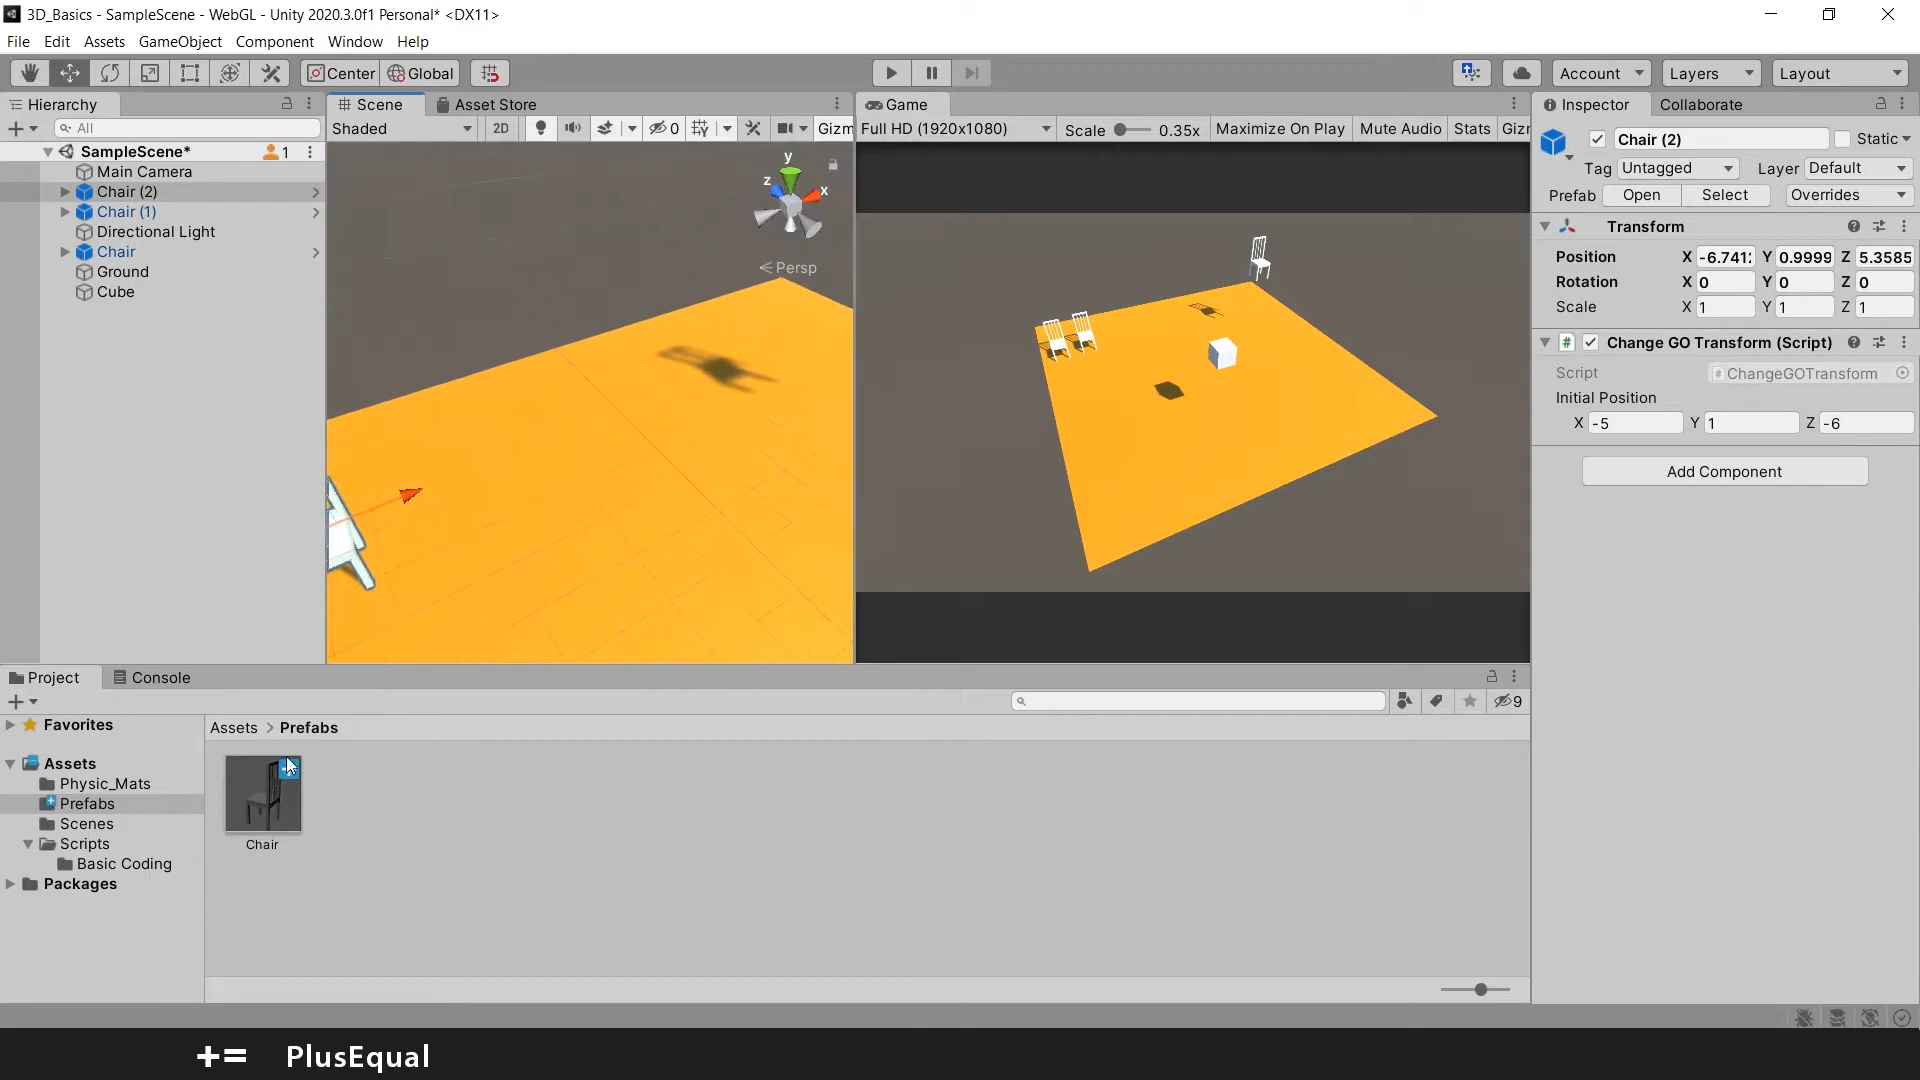 3D_Basics - SampleScene - WebGL - Unity 2020.3.0f1 Personal* <DX11>
File Edit Assets GameObject Component Window Help
Center Global Account Layers Layout
Hierarchy
All
SampleScene* 1
Main Camera
Chair (2)
Chair (1)
Directional Light
Chair
Ground
Cube
Scene Asset Store
Shaded 2D 0 Gizm
y
z
x
Persp
Game
Full HD (1920x1080) Scale 0.35x Maximize On Play Mute Audio Stats Giz
Inspector Collaborate
Chair (2) Static
Tag Untagged Layer Default
Prefab Open Select Overrides
Transform
Position X -6.741 Y 0.9999 Z 5.3585
Rotation X 0 Y 0 Z 0
Scale X 1 Y 1 Z 1
# Change GO Transform (Script)
Script # ChangeGOTransform
Initial Position
X -5 Y 1 Z -6
Add Component
Project Console
9
Favorites
Assets
Physic_Mats
Prefabs
Scenes
Scripts
Basic Coding
Packages
Assets > Prefabs
Chair
+= PlusEqual